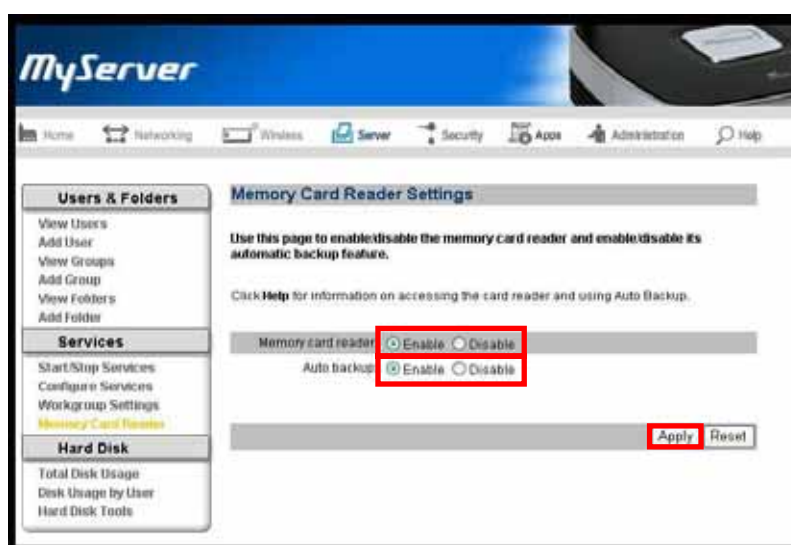 MyServer
Home Networking Wireless Server Security Apps Administration Help
Users & Folders
View Users
Add User
View Groups
Add Group
View Folders
Add Folder
Services
Start/Stop Services
Configure Services
Workgroup Settings
Memory Card Reader
Hard Disk
Total Disk Usage
Disk Usage by User
Hard Disk Tools
Memory Card Reader Settings
Use this page to enable/disable the memory card reader and enable/disable its
automatic backup feature.
Click Help for information on accessing the card reader and using Auto Backup.
Memory card reader Enable Disable
Auto backup Enable Disable
Apply Reset